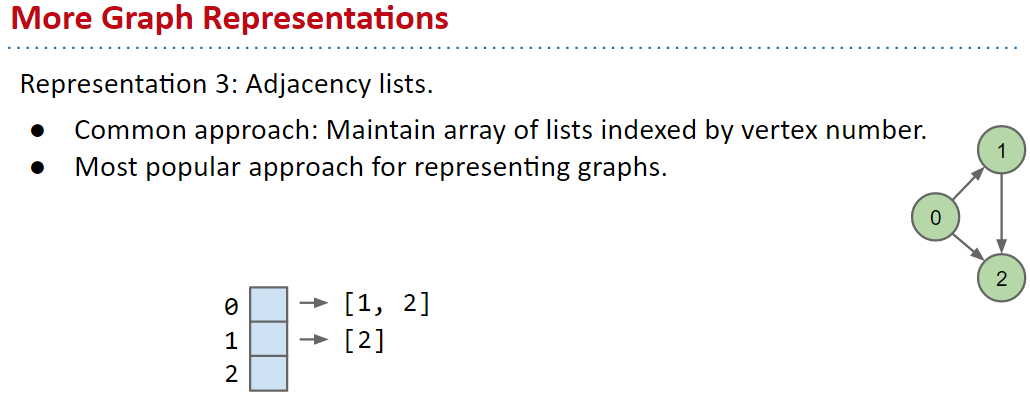 More Graph Representations
Representation 3: Adjacency lists.
● Common approach: Maintain array of lists indexed by vertex number.
● Most popular approach for representing graphs.
1
0
2
0 → [1, 2]
1 → [2]
2